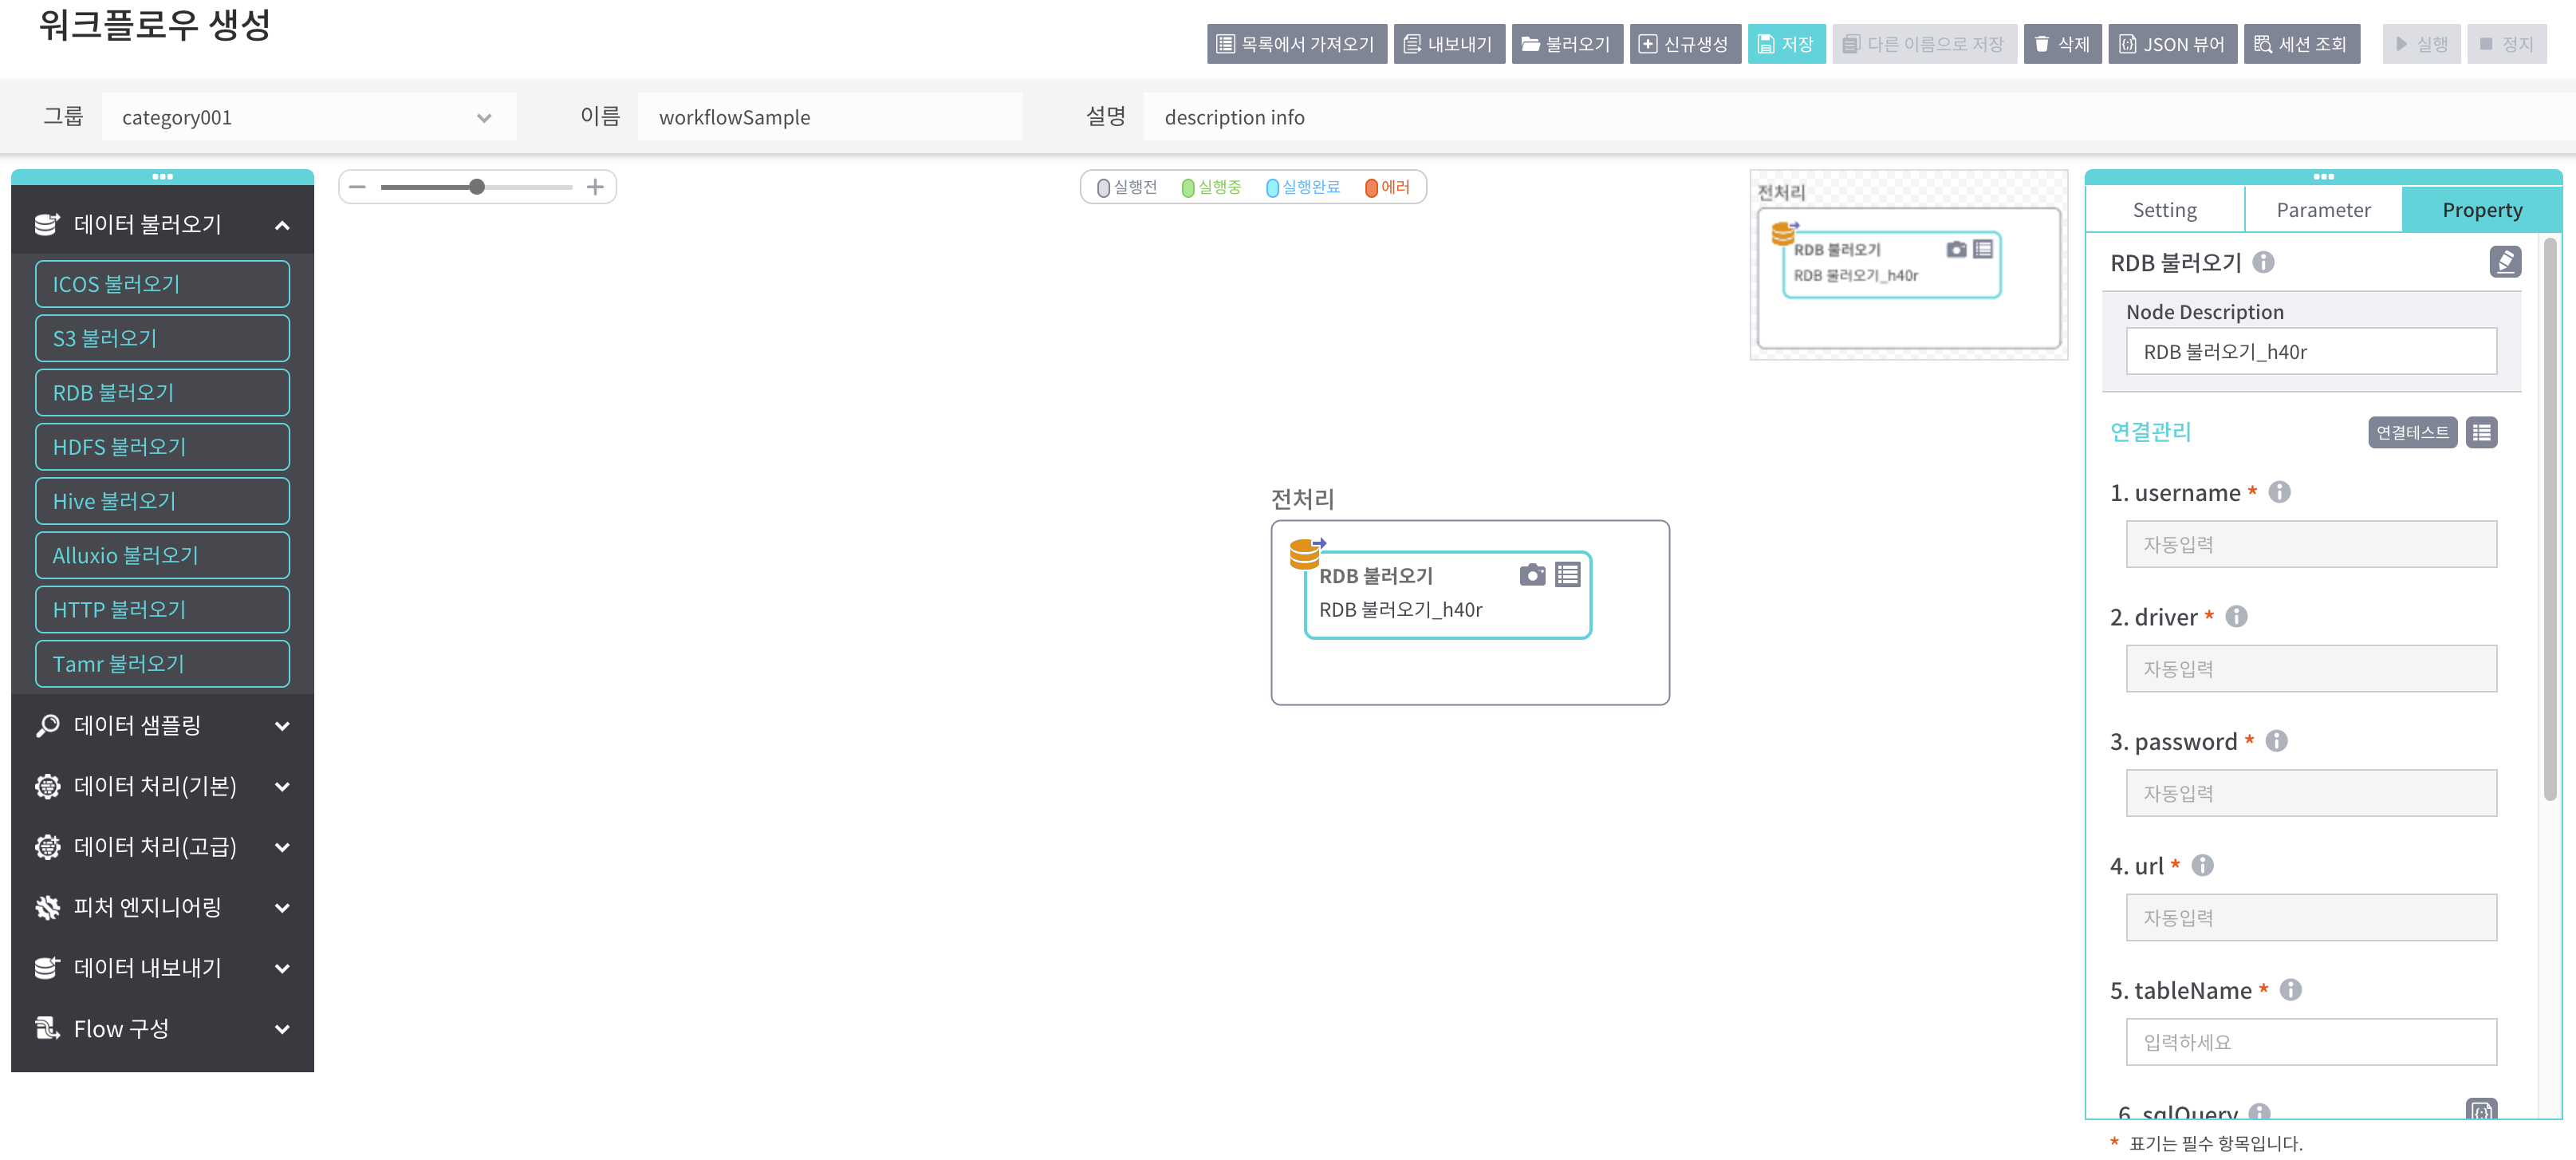 워크플로우 생성
목록에서 가져오기 내보내기 불러오기 신규생성 저장 다른 이름으로 저장 삭제 JSON 뷰어 세션 조회 실행 정지
그룹 category001 이름 workflowSample 설명 description info
데이터 불러오기
ICOS 불러오기
S3 불러오기
RDB 불러오기
HDFS 불러오기
Hive 불러오기
Alluxio 불러오기
HTTP 불러오기
Tamr 불러오기
데이터 샘플링
데이터 처리(기본)
데이터 처리(고급)
피처 엔지니어링
데이터 내보내기
Flow 구성
실행전 실행중 실행완료 에러
전처리
RDB 불러오기
RDB 불러오기_h40r
전처리
RDB 불러오기
RDB 불러오기_h40r
Setting Parameter Property
RDB 불러오기
Node Description
RDB 불러오기_h40r
연결관리 연결테스트
1. username *
자동입력
2. driver *
자동입력
3. password *
자동입력
4. url *
자동입력
5. tableName *
입력하세요
6. sqlQuery
* 표기는 필수 항목입니다.